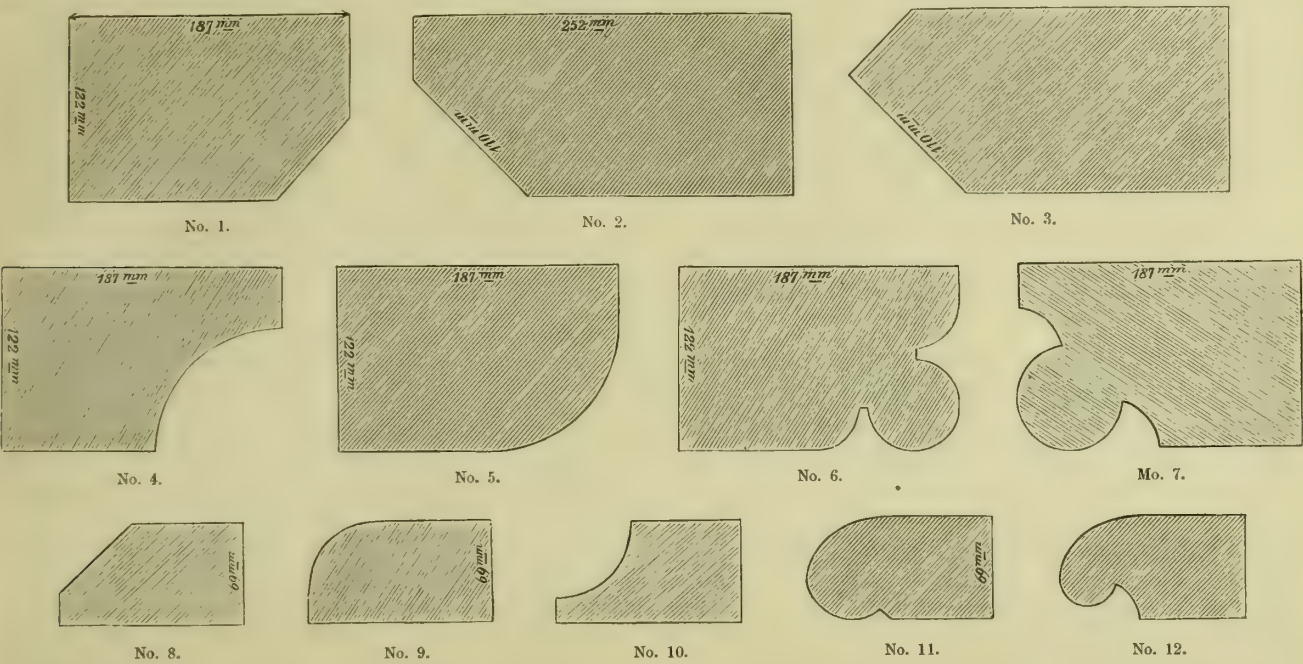 187 mm
122 mm
No. 1.
252 mm
110 mm
No. 2.
110 mm
No. 3.
187 mm
122 mm
No. 4.
187 mm
122 mm
No. 5.
187 mm
122 mm
No. 6.
187 mm
Mo. 7.
69 mm
No. 8.
69 mm
No. 9.
No. 10.
69 mm
No. 11.
No. 12.